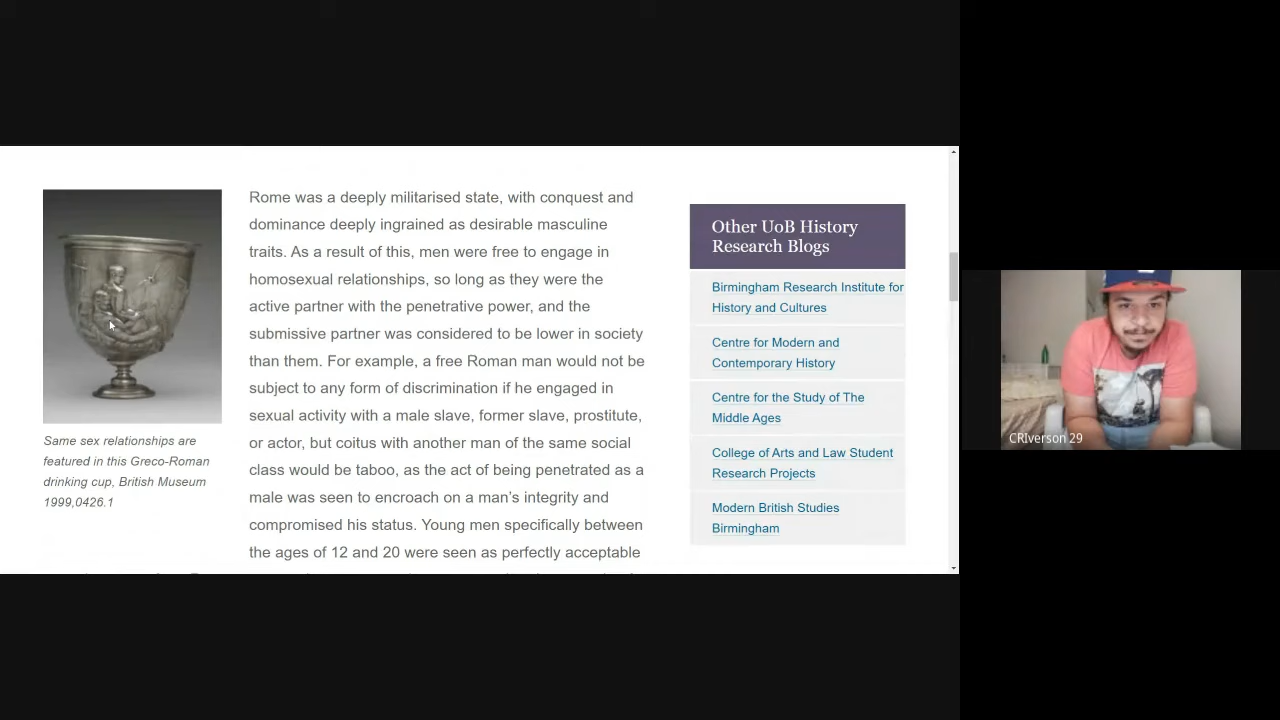 Rome was a deeply militarised state, with conquest and
dominance deeply ingrained as desirable masculine
traits. As a result of this, men were free to engage in
homosexual relationships, so long as they were the
active partner with the penetrative power, and the
submissive partner was considered to be lower in society
than them. For example, a free Roman man would not be
subject to any form of discrimination if he engaged in
sexual activity with a male slave, former slave, prostitute,
or actor, but coitus with another man of the same social
class would be taboo, as the act of being penetrated as a
male was seen to encroach on a man’s integrity and
compromised his status. Young men specifically between
the ages of 12 and 20 were seen as perfectly acceptable
Same sex relationships are
featured in this Greco-Roman
drinking cup, British Museum
1999,0426.1
Other UoB History
Research Blogs
Birmingham Research Institute for
History and Cultures
Centre for Modern and
Contemporary History
Centre for the Study of The
Middle Ages
College of Arts and Law Student
Research Projects
Modern British Studies
Birmingham
CRIverson 29